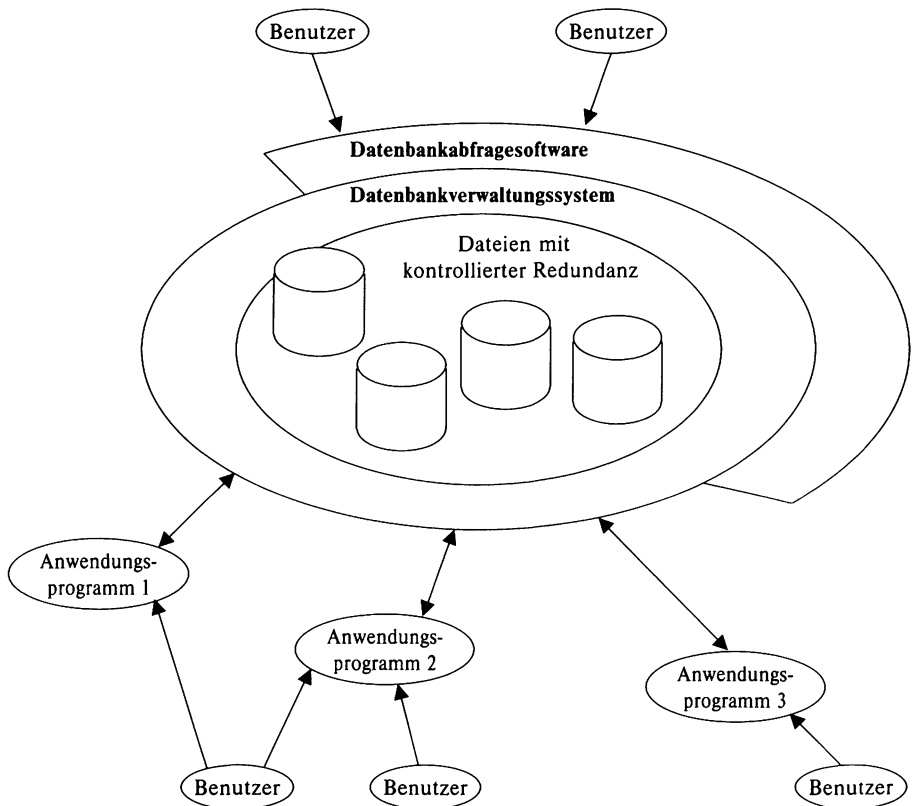 Benutzer
Benutzer
Datenbankabfragesoftware
Datenbankverwaltungssystem
Dateien mit
kontrollierter Redundanz
Anwendungs-
programm 1
Anwendungs-
programm 2
Anwendungs-
programm 3
Benutzer
Benutzer
Benutzer